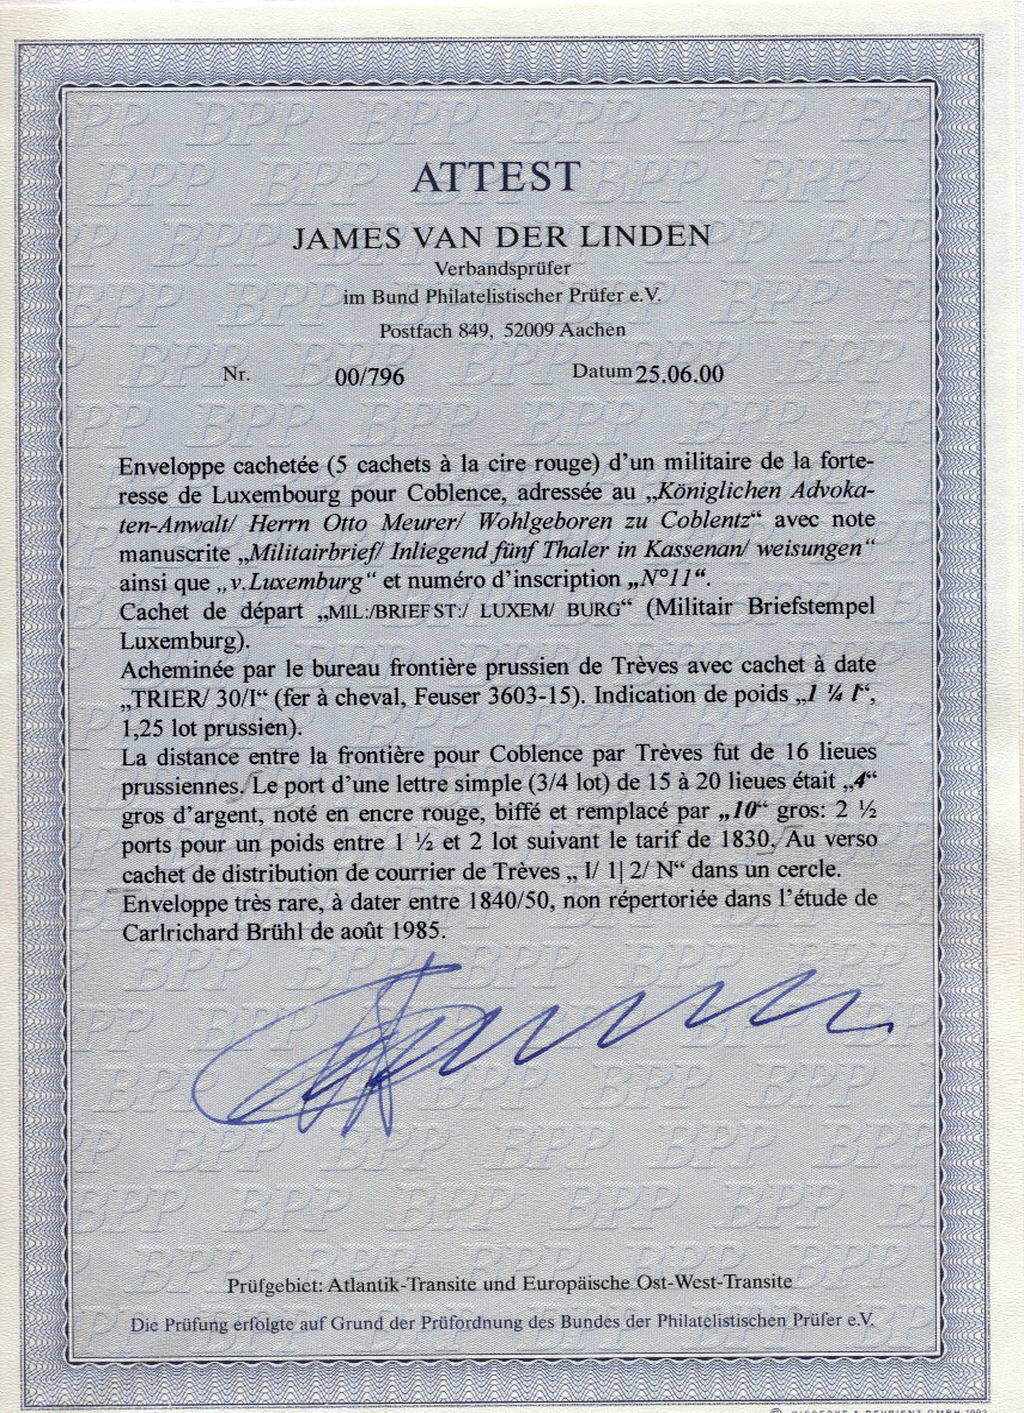 ATTEST
JAMES VAN DER LINDEN
Verbandsprüfer
im Bund Philatelistischer Prüfer e.V.
Postfach 849, 52009 Aachen
Nr. 00/796 Datum 25.06.00
Enveloppe cachetée (5 cachets à la cire rouge) d'un militaire de la forte-
resse de Luxembourg pour Coblence, adressée au „Königlichen Advoka-
ten-Anwalt/ Herrn Otto Meurer/ Wohlgeboren zu Coblentz“ avec note
manuscrite „Militairbrief/ Inliegend fünf Thaler in Kassenan/ weisungen“
ainsi que „v.Luxemburg“ et numéro d'inscription „N°11“.
Cachet de départ „MIL:/BRIEFST:/ LUXEM/ BURG“ (Militair Briefstempel
Luxemburg).
Acheminée par le bureau frontière prussien de Trèves avec cachet à date
„TRIER/ 30/I“ (fer à cheval, Feuser 3603-15). Indication de poids „1 ¼ l“,
1,25 lot prussien).
La distance entre la frontière pour Coblence par Trèves fut de 16 lieues
prussiennes. Le port d'une lettre simple (3/4 lot) de 15 à 20 lieues était „4“
gros d'argent, noté en encre rouge, biffé et remplacé par „10“ gros: 2 ½
ports pour un poids entre 1 ½ et 2 lot suivant le tarif de 1830. Au verso
cachet de distribution de courrier de Trèves „ I/ 1| 2/ N“ dans un cercle.
Enveloppe très rare, à dater entre 1840/50, non répertoriée dans l'étude de
Carlrichard Brühl de août 1985.
Prüfgebiet: Atlantik-Transite und Europäische Ost-West-Transite
Die Prüfung erfolgte auf Grund der Prüfordnung des Bundes der Philatelistischen Prüfer e.V.